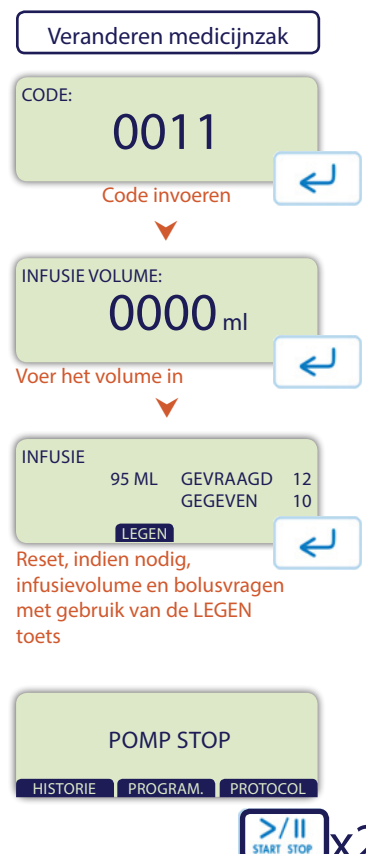 Veranderen medicijnzak
CODE:
0011
Code invoeren
INFUSIE VOLUME:
0000 ml
Voer het volume in
INFUSIE
95 ML GEVRAAGD 12
GEGEVEN 10
LEGEN
Reset, indien nodig,
infusievolume en bolusvragen
met gebruik van de LEGEN
toets
POMP STOP
HISTORIE PROGRAM. PROTOCOL
>/II
START STOP x2